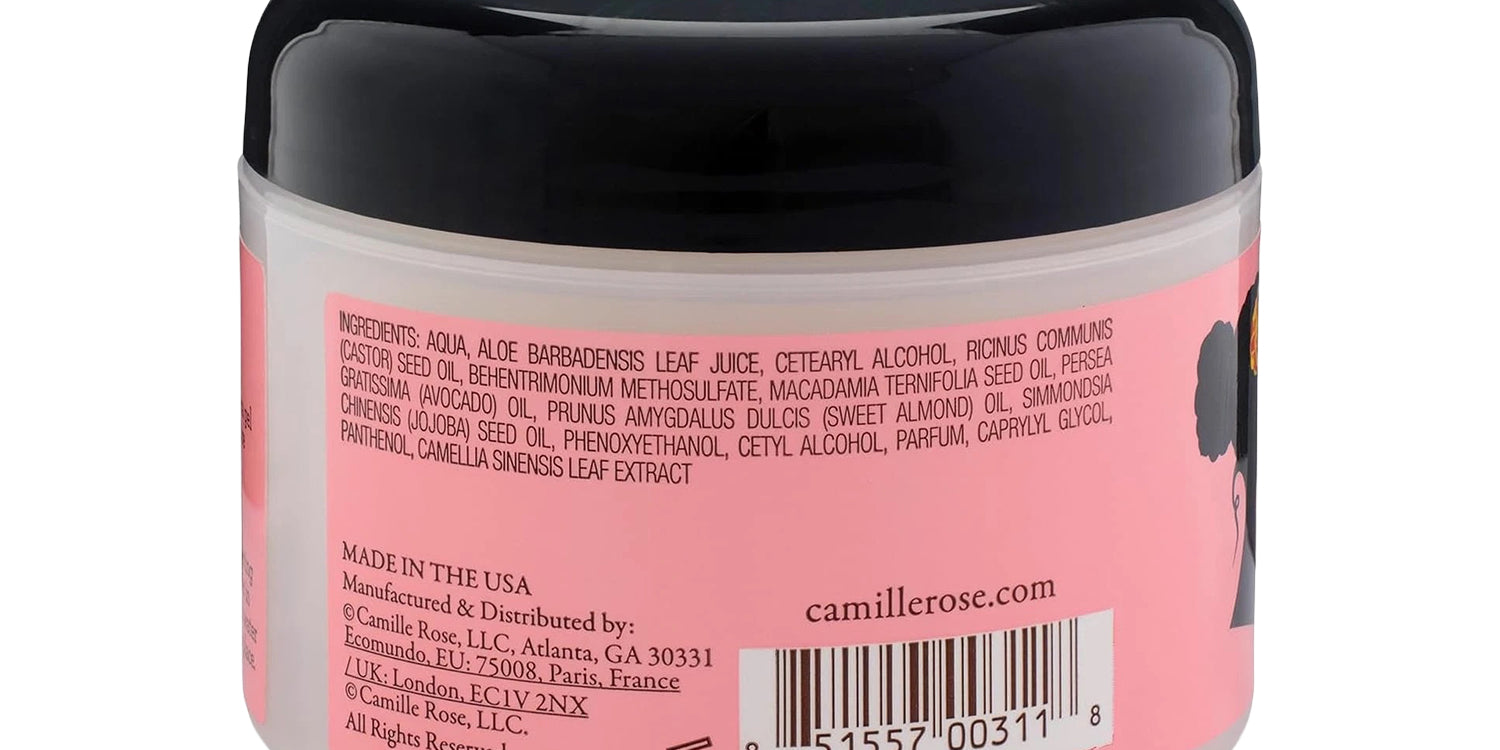 INGREDIENTS: AQUA, ALOE BARBADENSIS LEAF JUICE, CETEARYL ALCOHOL, RICINUS COMMUNIS
(CASTOR) SEED OIL, BEHENTRIMONIUM METHOSULFATE, MACADAMIA TERNIFOLIA SEED OIL, PERSEA
GRATISSIMA (AVOCADO) OIL, PRUNUS AMYGDALUS DULCIS (SWEET ALMOND) OIL, SIMMONDSIA
CHINENSIS (JOJOBA) SEED OIL, PHENOXYETHANOL, CETYL ALCOHOL, PARFUM, CAPRYLYL GLYCOL,
PANTHENOL, CAMELLIA SINENSIS LEAF EXTRACT
MADE IN THE USA
Manufactured & Distributed by:
©Camille Rose, LLC, Atlanta, GA 30331
Ecomundo, EU: 75008, Paris, France
/ UK: London, EC1V 2NX
©Camille Rose, LLC.
All Rights Reserved
camillerose.com
8 51557 00311 8